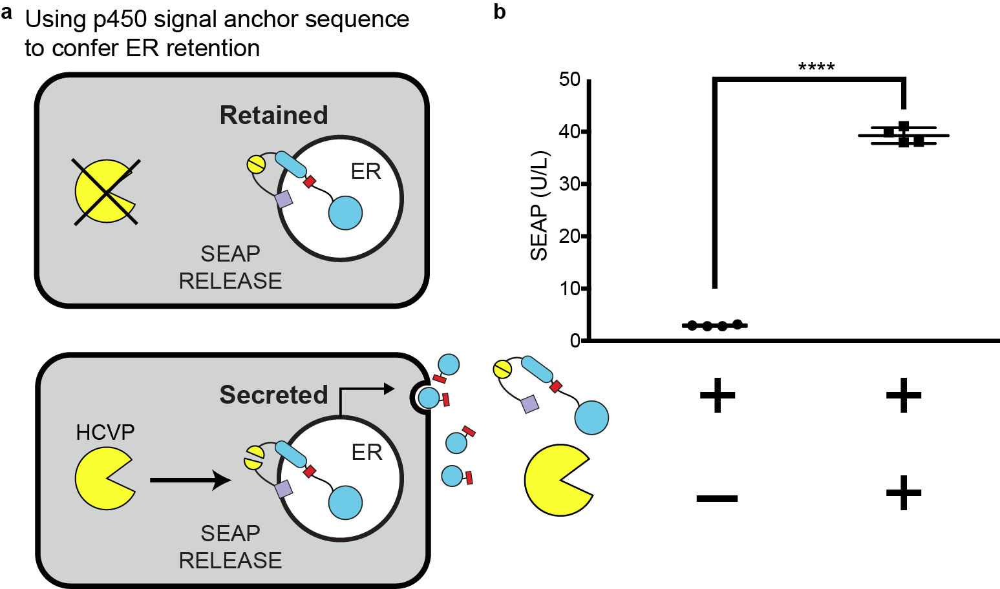 a
Using p450 signal anchor sequence
to confer ER retention
Retained
ER
SEAP
RELEASE
Secreted
HCVP
ER
SEAP
RELEASE
b
****
50
40
30
20
10
0
SEAP (U/L)
+ +
— +